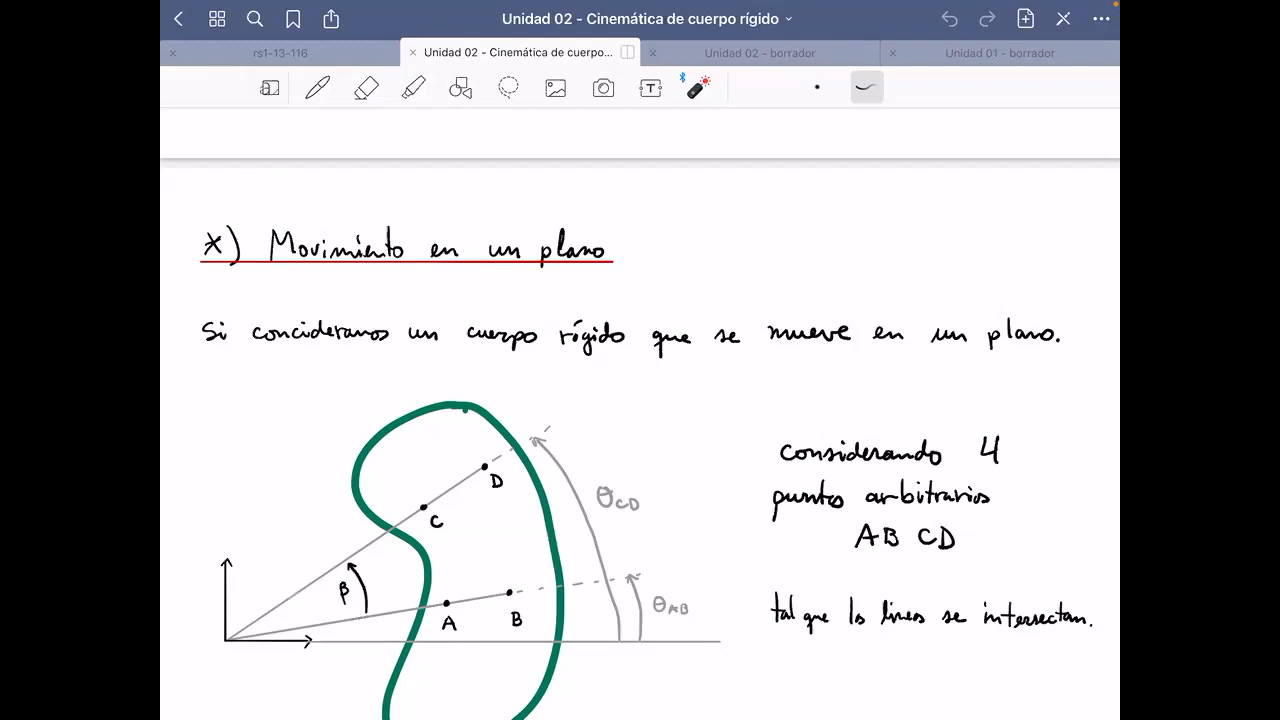 Unidad 02 - Cinemática de cuerpo rígido
rs1-13-116
Unidad 02 - Cinemática de cuerpo...
Unidad 02 - borrador
Unidad 01 - borrador
*) Movimiento en un plano
Si concideramos un cuerpo rígido que se mueve en un plano.
considerando 4
puntos arbitrarios
AB CD
tal que las lineas se intersectan.
D
C
θCD
β
A
B
θAB